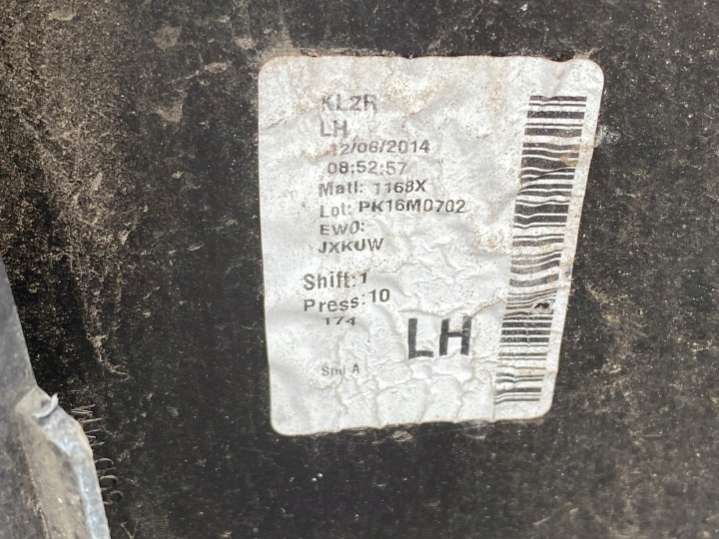 KL2R
LH
12/06/2014
08:52:57
Matl: 1168X
Lot: PK16M0702
EWO:
JXKUW
Shift:1
Press:10
174
LH